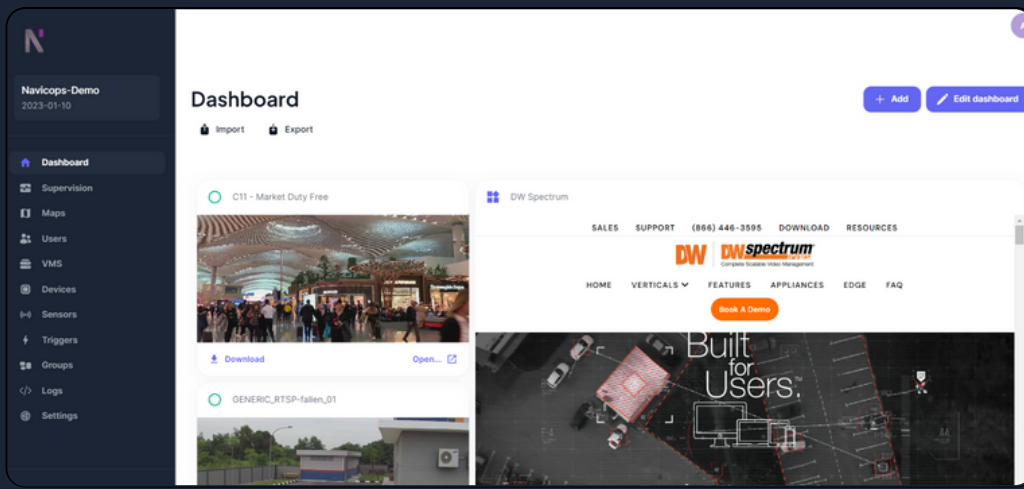 N
Navicops-Demo
2023-01-10
Dashboard
Supervision
Maps
Users
VMS
Devices
Sensors
Triggers
Groups
Logs
Settings
Dashboard
+ Add
Edit dashboard
Import
Export
C11 - Market Duty Free
Download
Open...
GENERIC_RTSP-fallen_01
DW Spectrum
SALES SUPPORT (866) 446-3595 DOWNLOAD RESOURCES
DW DWspectrum
Complete Scalable Video Management
HOME VERTICALS FEATURES APPLIANCES EDGE FAQ
Book A Demo
Built
for
Users.™